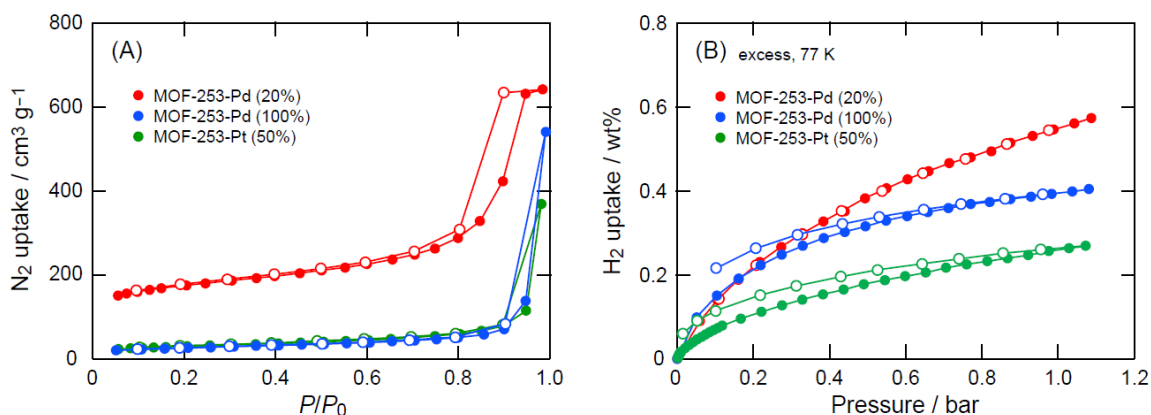 (A)
MOF-253-Pd (20%)
MOF-253-Pd (100%)
MOF-253-Pt (50%)
N₂ uptake / cm³ g⁻¹
800
600
400
200
0
0
0.2
0.4
0.6
0.8
1.0
P/P₀
(B) excess, 77 K
MOF-253-Pd (20%)
MOF-253-Pd (100%)
MOF-253-Pt (50%)
H₂ uptake / wt%
0.8
0.6
0.4
0.2
0
0
0.2
0.4
0.6
0.8
1.0
1.2
Pressure / bar